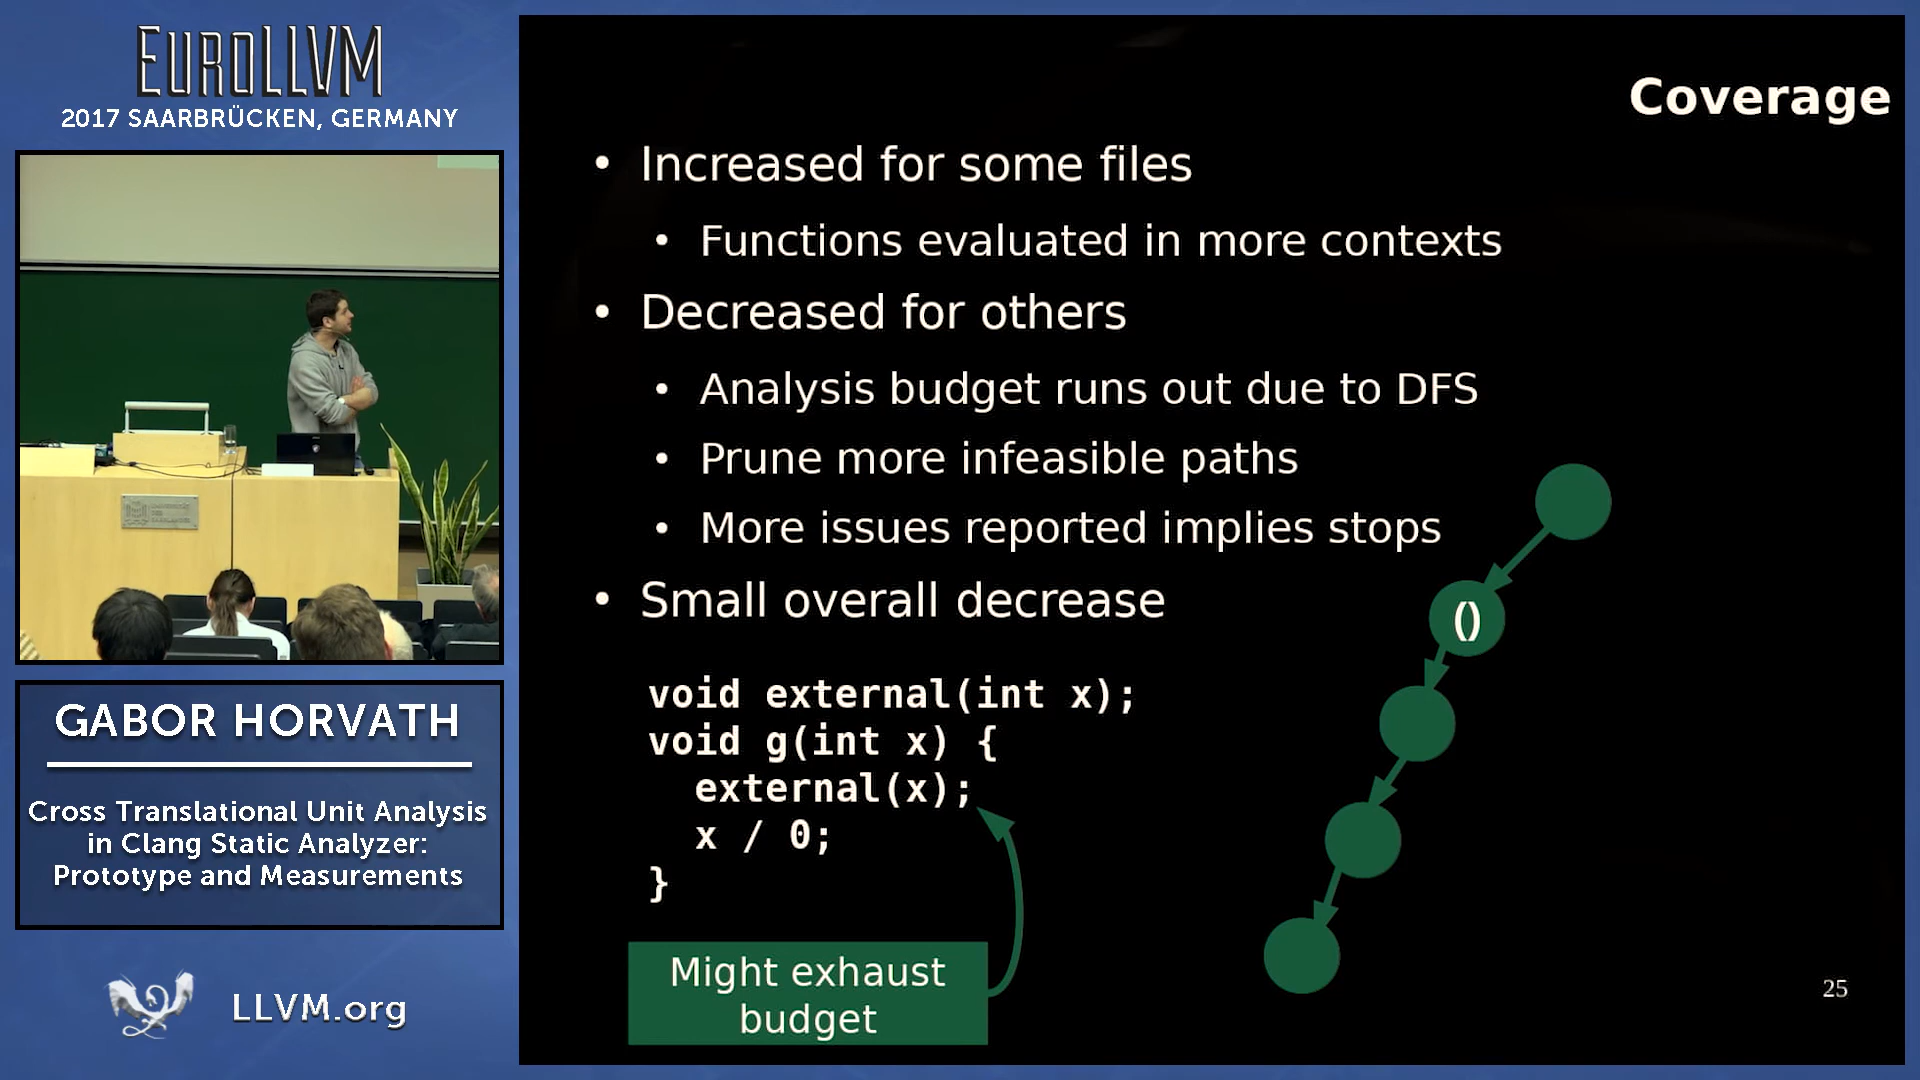 EUROLLVM
2017 SAARBRÜCKEN, GERMANY
GABOR HORVATH
Cross Translational Unit Analysis
in Clang Static Analyzer:
Prototype and Measurements
LLVM.org
Coverage
• Increased for some files
• Functions evaluated in more contexts
• Decreased for others
• Analysis budget runs out due to DFS
• Prune more infeasible paths
• More issues reported implies stops
• Small overall decrease
()
void external(int x);
void g(int x) {
external(x);
x / 0;
}
Might exhaust
budget
25